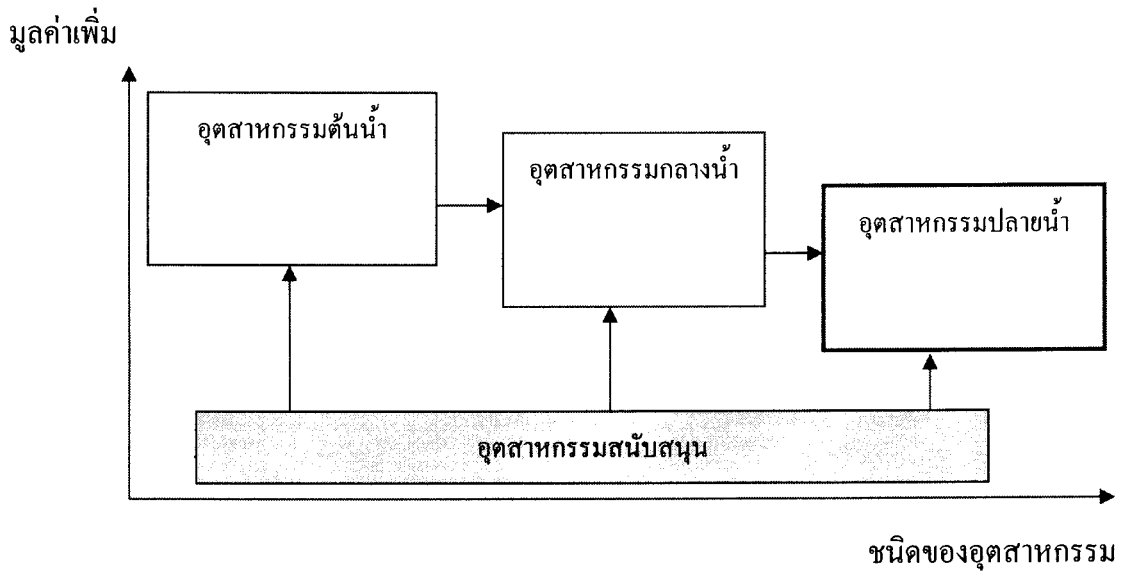 มูลค่าเพิ่ม
อุตสาหกรรมต้นน้ำ
อุตสาหกรรมกลางน้ำ
อุตสาหกรรมปลายน้ำ
อุตสาหกรรมสนับสนุน
ชนิดของอุตสาหกรรม